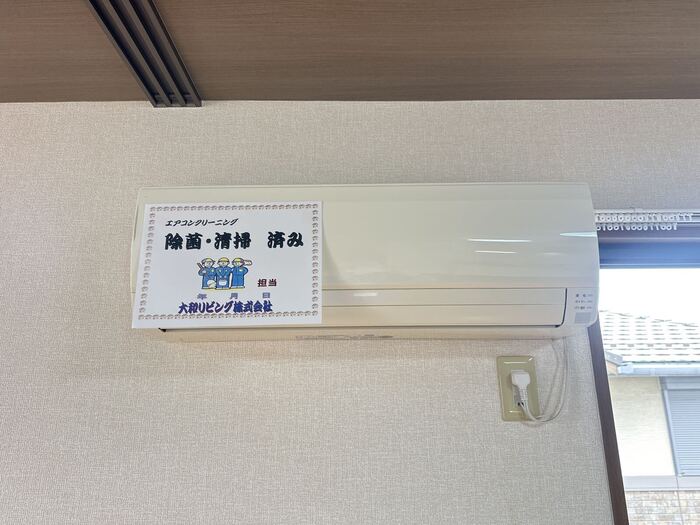 エアコンクリーニング
除菌・清掃　済み
担当
年　月　日
大和リビング株式会社